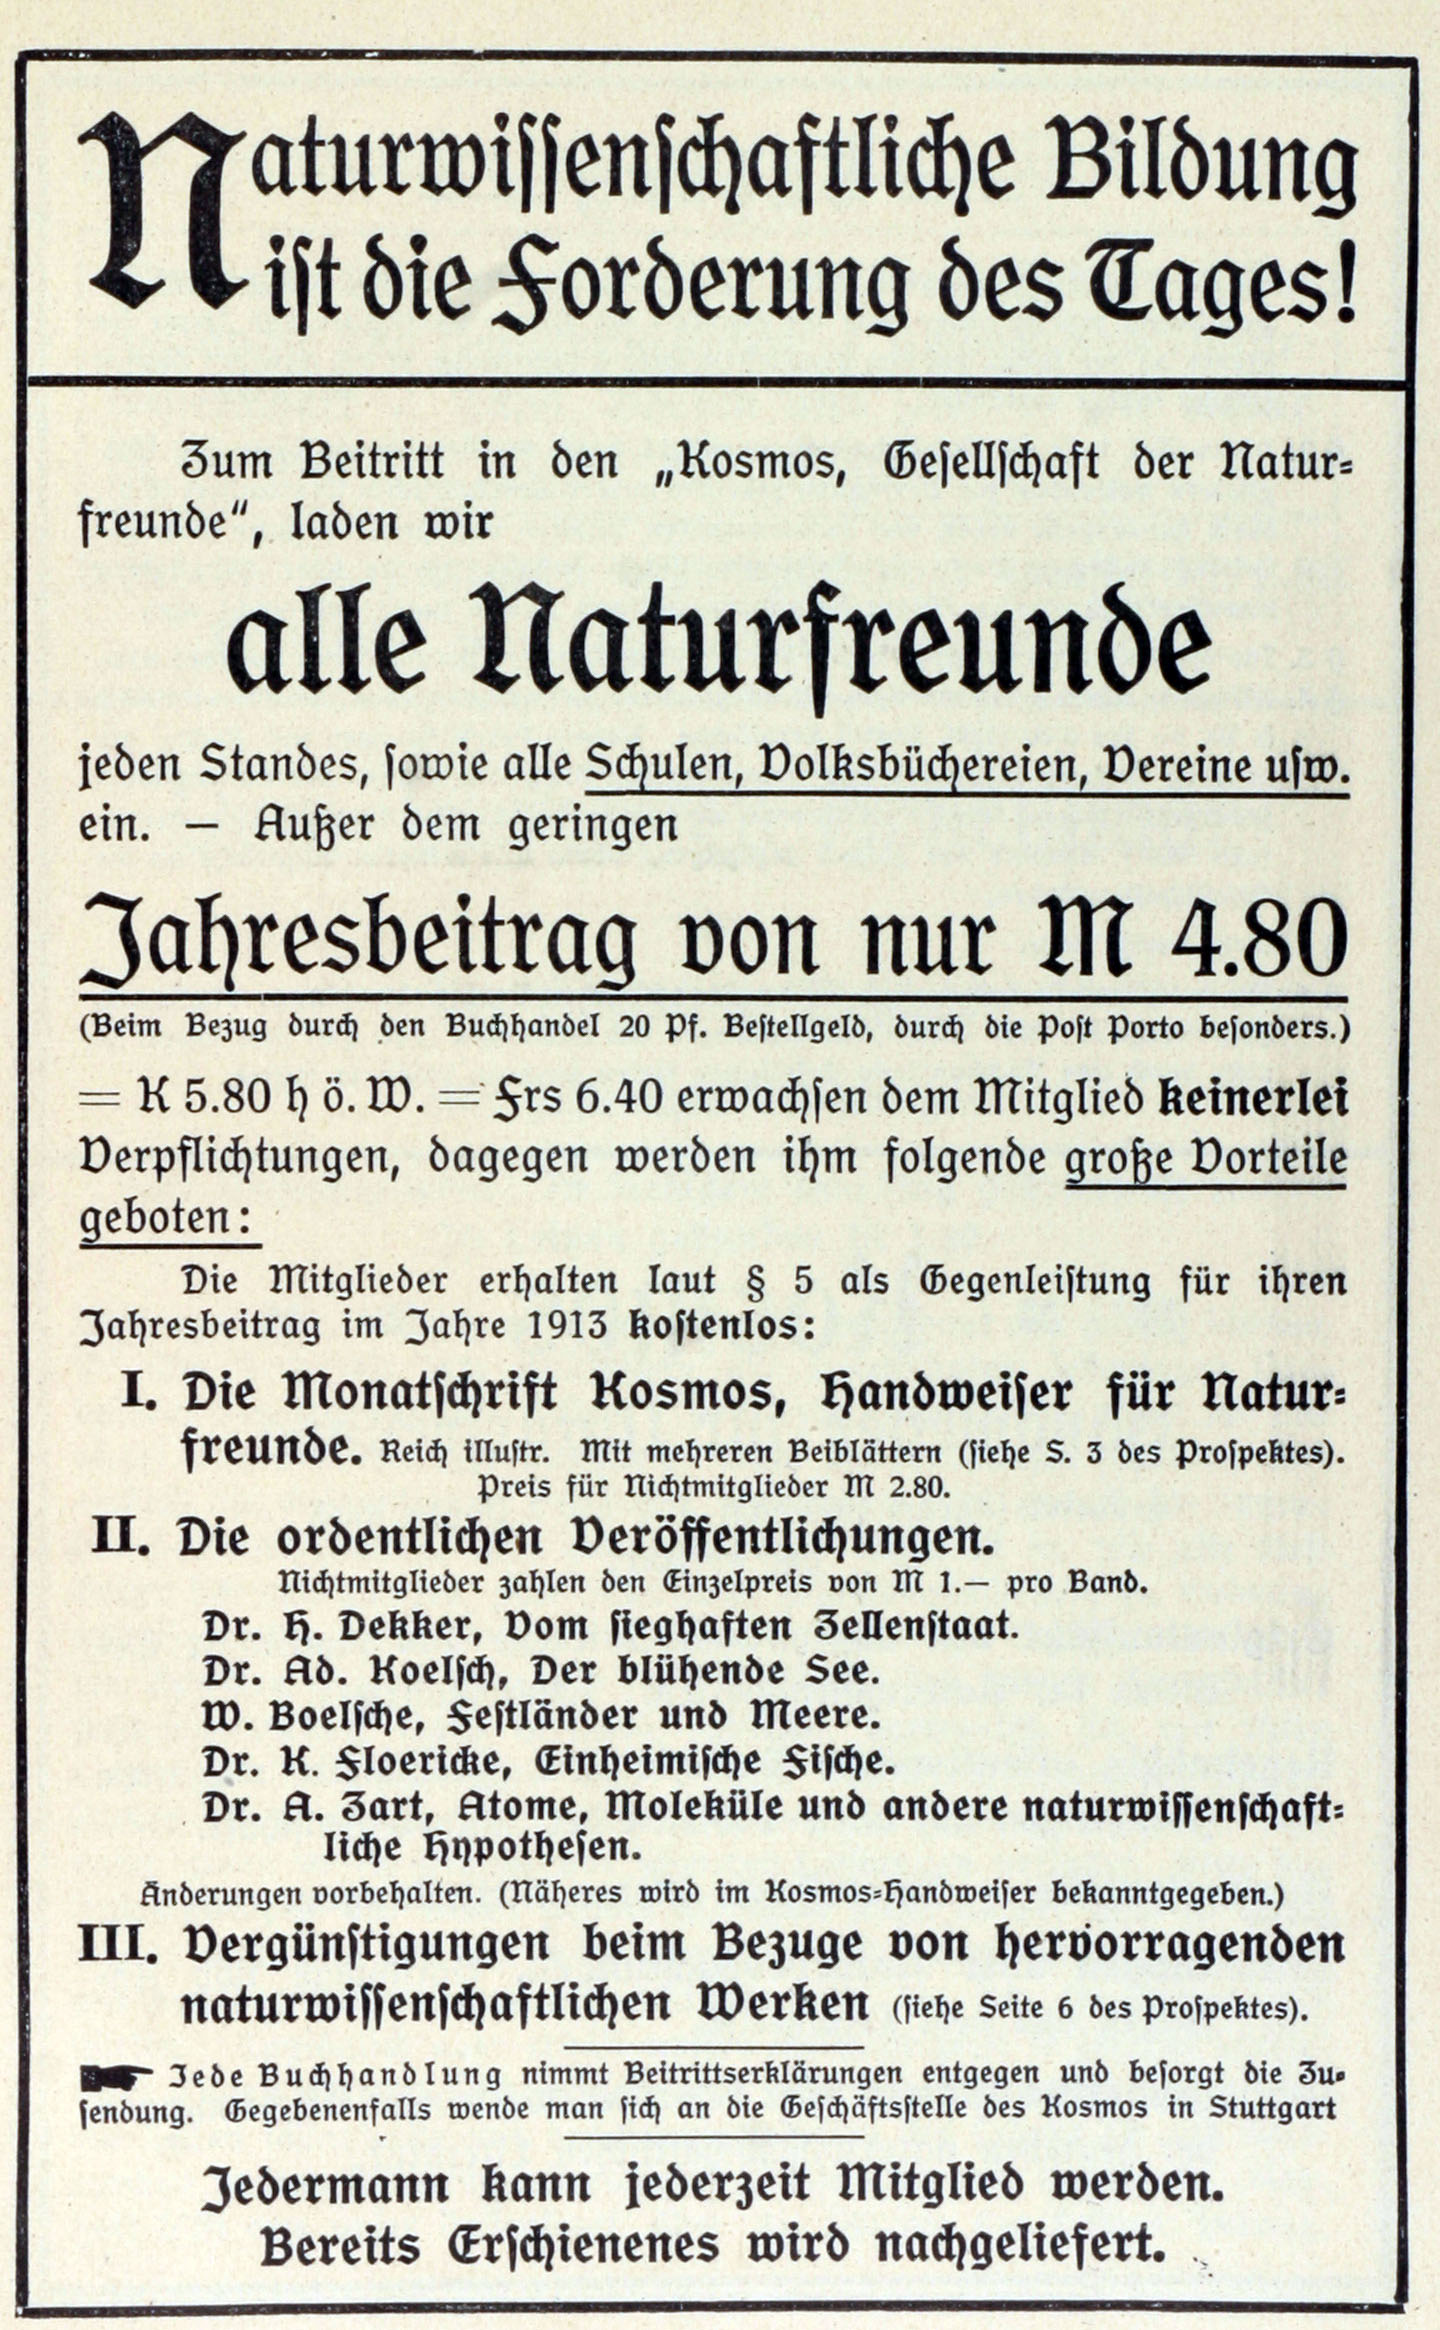 Naturwissenschaftliche Bildung
ist die Forderung des Tages!
Zum Beitritt in den „Kosmos, Gesellschaft der Natur-
freunde“, laden wir
alle Naturfreunde
jeden Standes, sowie alle Schulen, Volksbüchereien, Vereine usw.
ein. — Außer dem geringen
Jahresbeitrag von nur M 4.80
(Beim Bezug durch den Buchhandel 20 Pf. Bestellgeld, durch die Post Porto besonders.)
= K 5.80 h ö. W. = Frs 6.40 erwachsen dem Mitglied keinerlei
Verpflichtungen, dagegen werden ihm folgende große Vorteile
geboten:
Die Mitglieder erhalten laut § 5 als Gegenleistung für ihren
Jahresbeitrag im Jahre 1913 kostenlos:
I. Die Monatschrift Kosmos, Handweiser für Natur-
freunde. Reich illustr. Mit mehreren Beiblättern (siehe S. 3 des Prospektes).
Preis für Nichtmitglieder M 2.80.
II. Die ordentlichen Veröffentlichungen.
Nichtmitglieder zahlen den Einzelpreis von M 1.— pro Band.
Dr. H. Dekker, Vom sieghaften Zellenstaat.
Dr. Ad. Koelsch, Der blühende See.
W. Boelsche, Festländer und Meere.
Dr. K. Floericke, Einheimische Fische.
Dr. A. Zart, Atome, Moleküle und andere naturwissenschaft-
liche Hypothesen.
Änderungen vorbehalten. (Näheres wird im Kosmos-Handweiser bekanntgegeben.)
III. Vergünstigungen beim Bezuge von hervorragenden
naturwissenschaftlichen Werken (siehe Seite 6 des Prospektes).
Jede Buchhandlung nimmt Beitrittserklärungen entgegen und besorgt die Zu-
sendung. Gegebenenfalls wende man sich an die Geschäftsstelle des Kosmos in Stuttgart
Jedermann kann jederzeit Mitglied werden.
Bereits Erschienenes wird nachgeliefert.